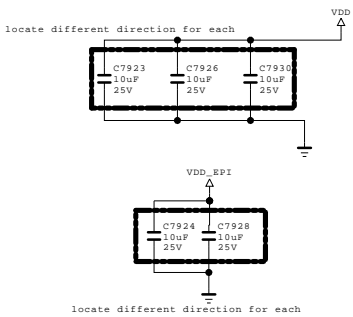 VDD
locate different direction for each
C7923 C7926 C7930
10uF 10uF 10uF
25V 25V 25V
VDD_EPI
C7924 C7928
10uF 10uF
25V 25V
locate different direction for each